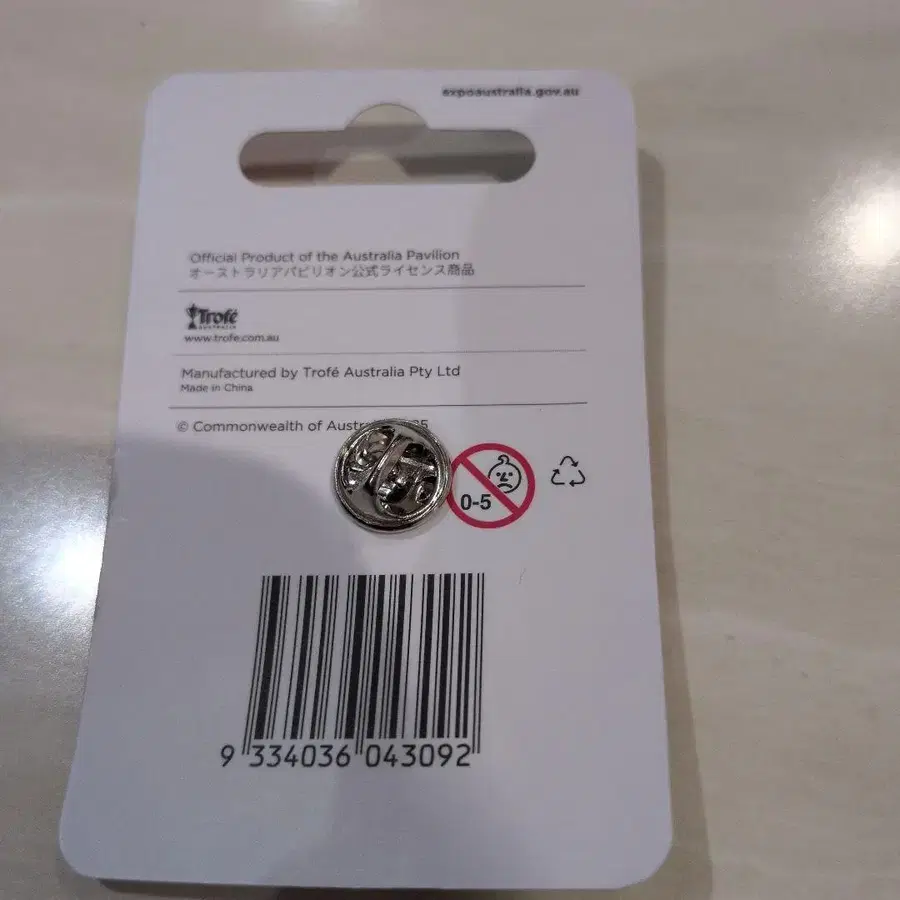 expoaustralia.gov.au
Official Product of the Australia Pavilion
オーストラリアパビリオン公式ライセンス商品
Trofé
AUSTRALIA
www.trofe.com.au
Manufactured by Trofé Australia Pty Ltd
Made in China
© Commonwealth of
0-5
9 334036 043092